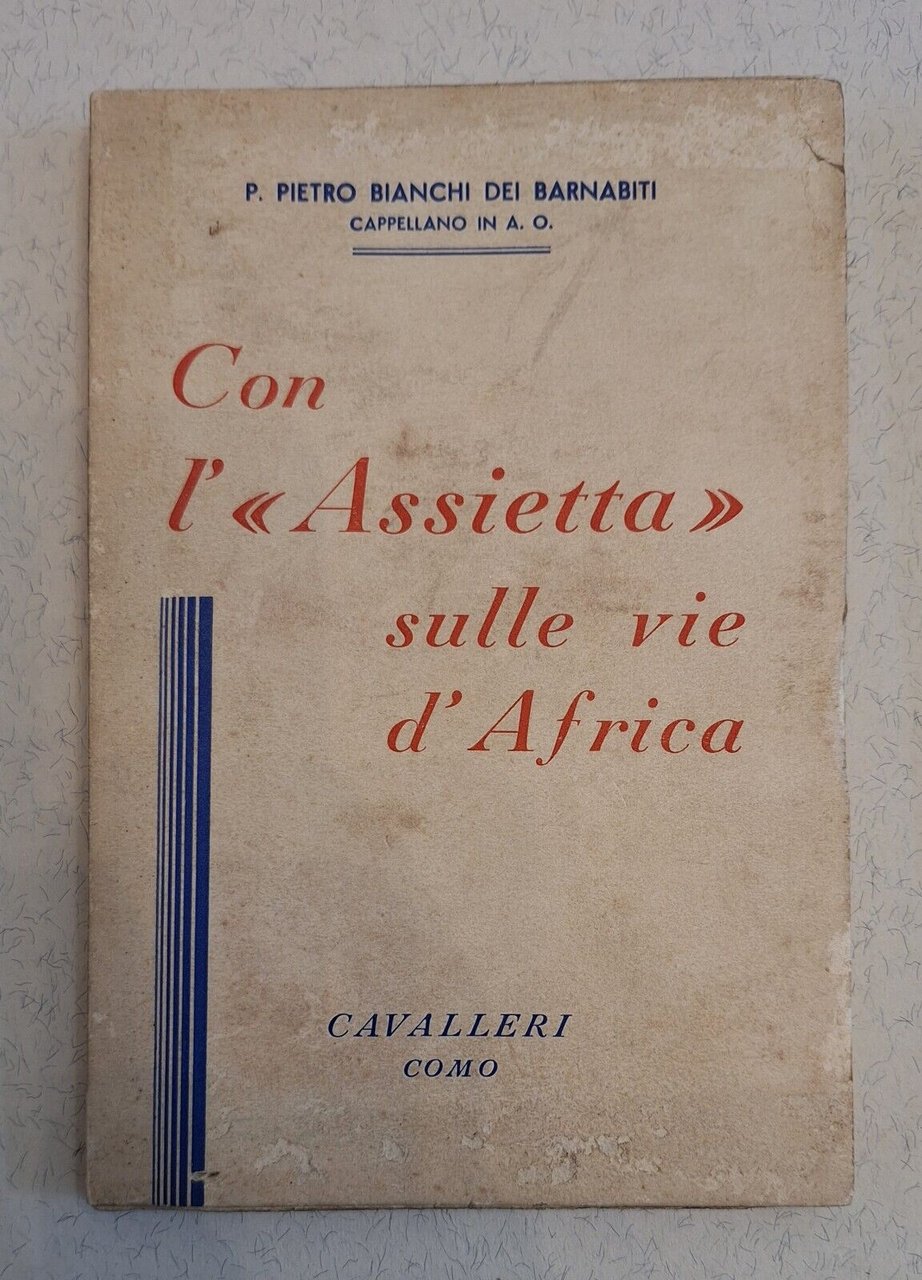 P. PIETRO BIANCHI DEI BARNABITI
CAPPELLANO IN A. O.
Con
l'« Assietta »
sulle vie
d'Africa
CAVALLERI
COMO